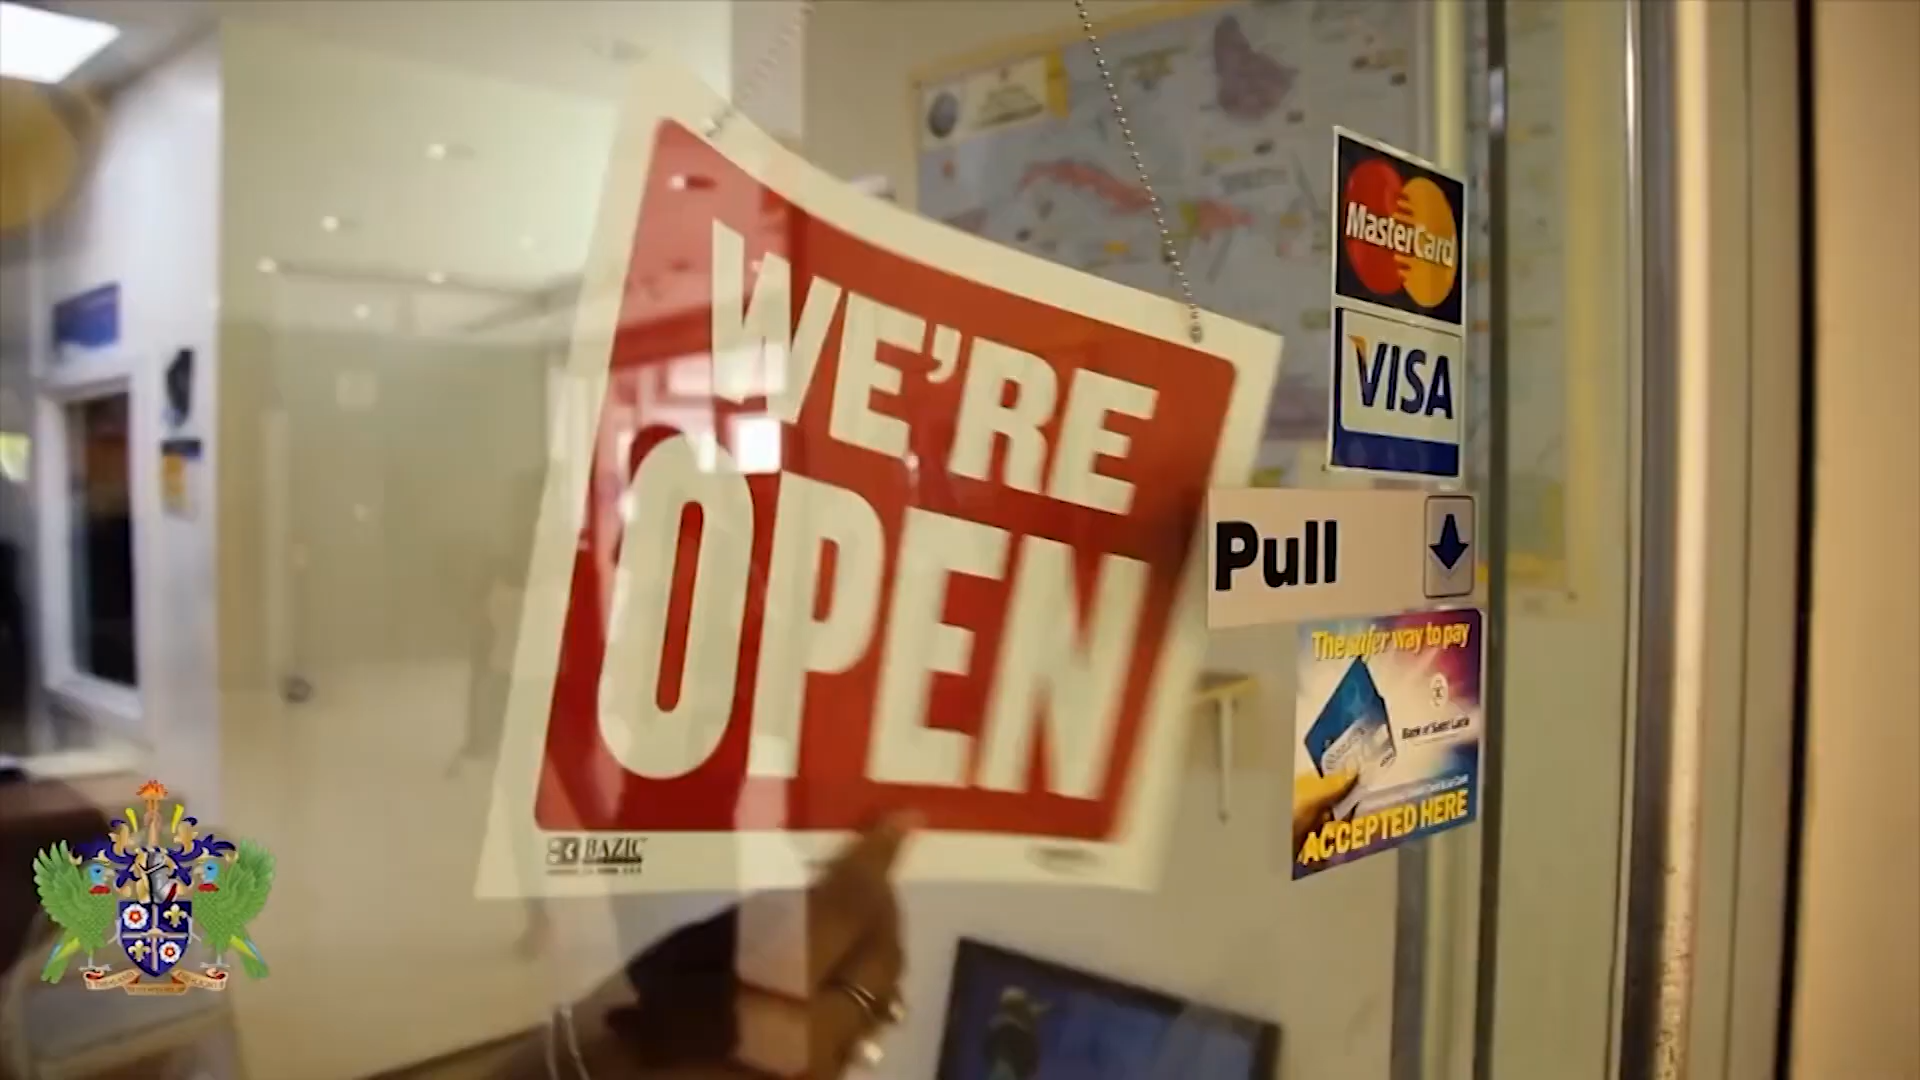 WE'RE
OPEN
BAZIC
MasterCard
VISA
Pull
The safer way to pay
Bank of Saint Lucia
ACCEPTED HERE